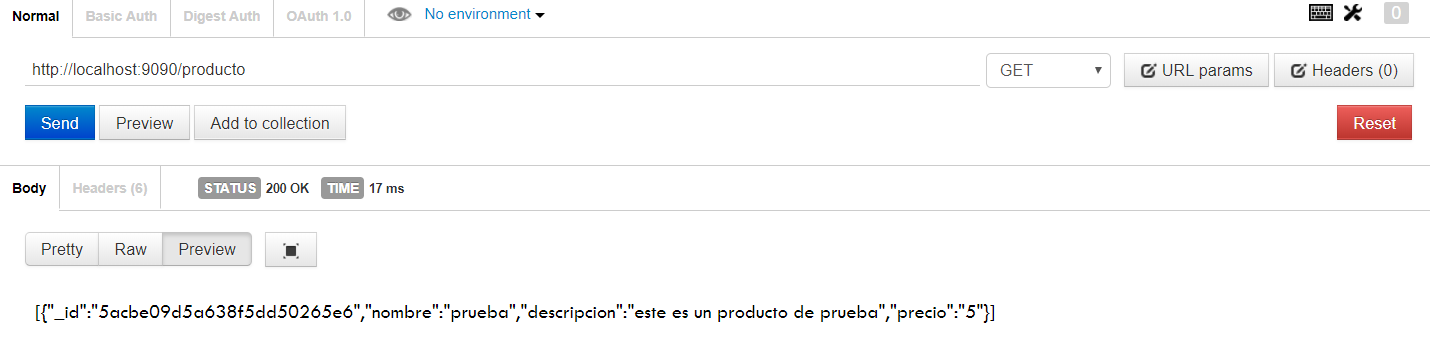 Normal Basic Auth Digest Auth OAuth 1.0 No environment 0
http://localhost:9090/producto GET URL params Headers (0)
Send Preview Add to collection Reset
Body Headers (6) STATUS 200 OK TIME 17 ms
Pretty Raw Preview
[{"_id":"5acbe09d5a638f5dd50265e6","nombre":"prueba","descripcion":"este es un producto de prueba","precio":"5"}]